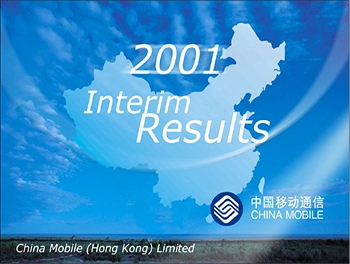 2001
Interim
Results
中国移动通信
CHINA MOBILE
China Mobile (Hong Kong) Limited